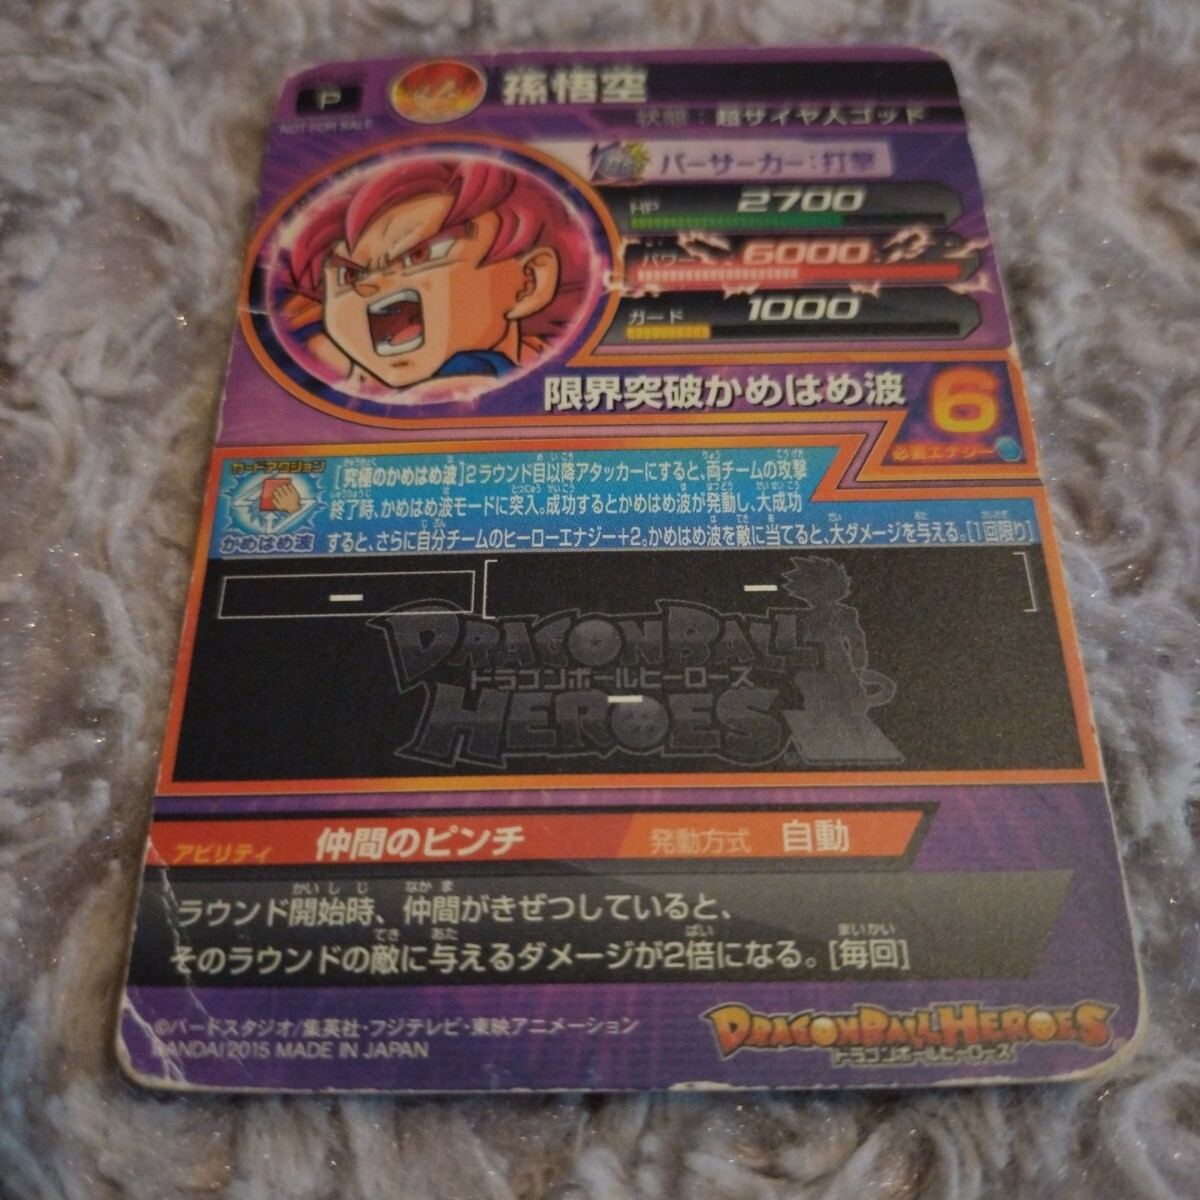 P
NOT FOR SALE
孫悟空
状態：超サイヤ人ゴッド
バーサーカー：打撃
HP 2700
パワー 6000
ガード 1000
限界突破かめはめ波
6
必要エナジー
カードアクション
かめはめ波
[究極のかめはめ波]2ラウンド目以降アタッカーにすると、両チームの攻撃
終了時、かめはめ波モードに突入。成功するとかめはめ波が発動し、大成功
すると、さらに自分チームのヒーローエナジー+2。かめはめ波を敵に当てると、大ダメージを与える。[1回限り]
ー
ー
DRAGON BALL
ドラゴンボールヒーローズ
HEROES
ー
アビリティ 仲間のピンチ 発動方式 自動
ラウンド開始時、仲間がきぜつしていると、
そのラウンドの敵に与えるダメージが2倍になる。[毎回]
©バードスタジオ/集英社・フジテレビ・東映アニメーション
BANDAI 2015 MADE IN JAPAN
DRAGON BALL HEROES
ドラゴンボールヒーローズ